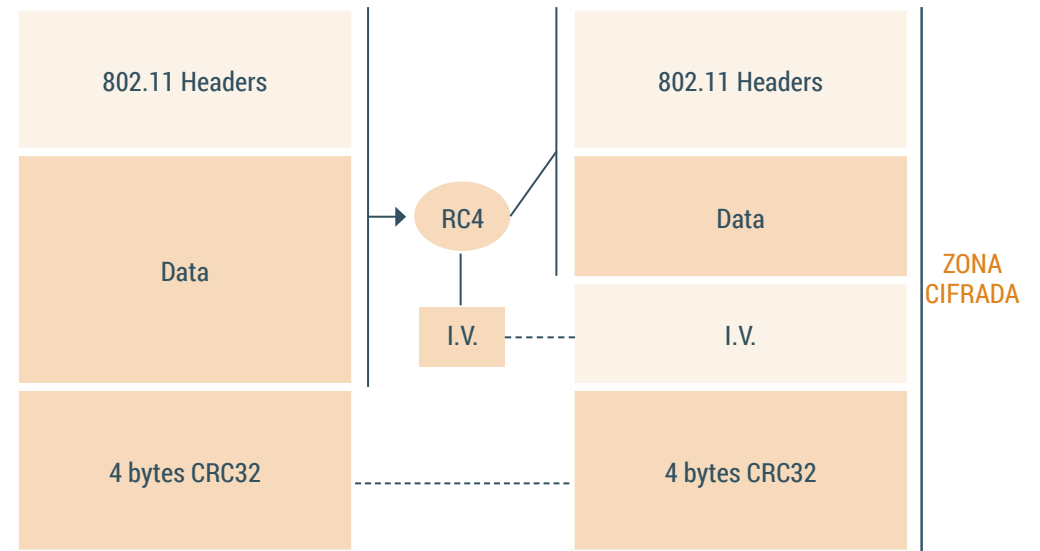 802.11 Headers
Data
4 bytes CRC32
RC4
I.V.
802.11 Headers
Data
I.V.
4 bytes CRC32
ZONA
CIFRADA